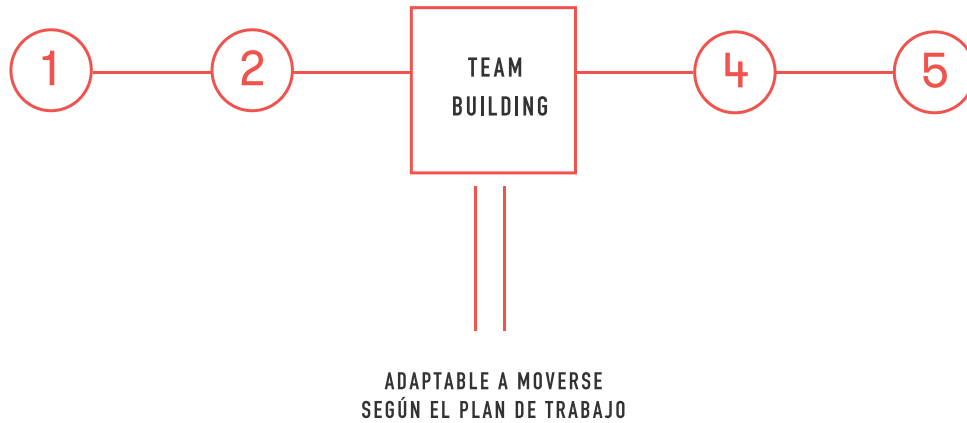 1
2
TEAM
BUILDING
4
5
ADAPTABLE A MOVERSE
SEGÚN EL PLAN DE TRABAJO